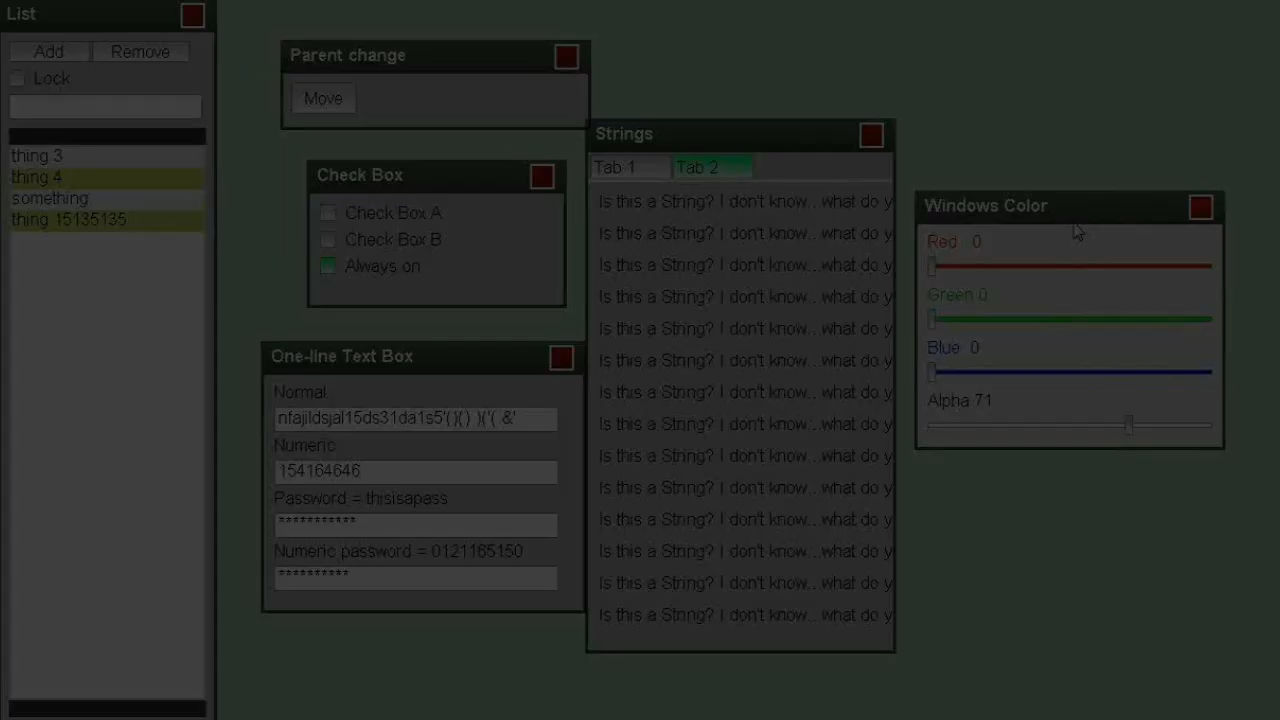 List
Add Remove
Lock
thing 3
thing 4
something
thing 15135135
Parent change
Move
Check Box
Check Box A
Check Box B
Always on
One-line Text Box
Normal
nfajildsjal15ds31da1s5'()() )('( &'
Numeric
154164646
Password = thisisapass
***********
Numeric password = 0121165150
**********
Strings
Tab 1 Tab 2
Is this a String? I don't know...what do y
Is this a String? I don't know...what do y
Is this a String? I don't know...what do y
Is this a String? I don't know...what do y
Is this a String? I don't know...what do y
Is this a String? I don't know...what do y
Is this a String? I don't know...what do y
Is this a String? I don't know...what do y
Is this a String? I don't know...what do y
Is this a String? I don't know...what do y
Is this a String? I don't know...what do y
Is this a String? I don't know...what do y
Is this a String? I don't know...what do y
Is this a String? I don't know...what do y
Windows Color
Red 0
Green 0
Blue 0
Alpha 71